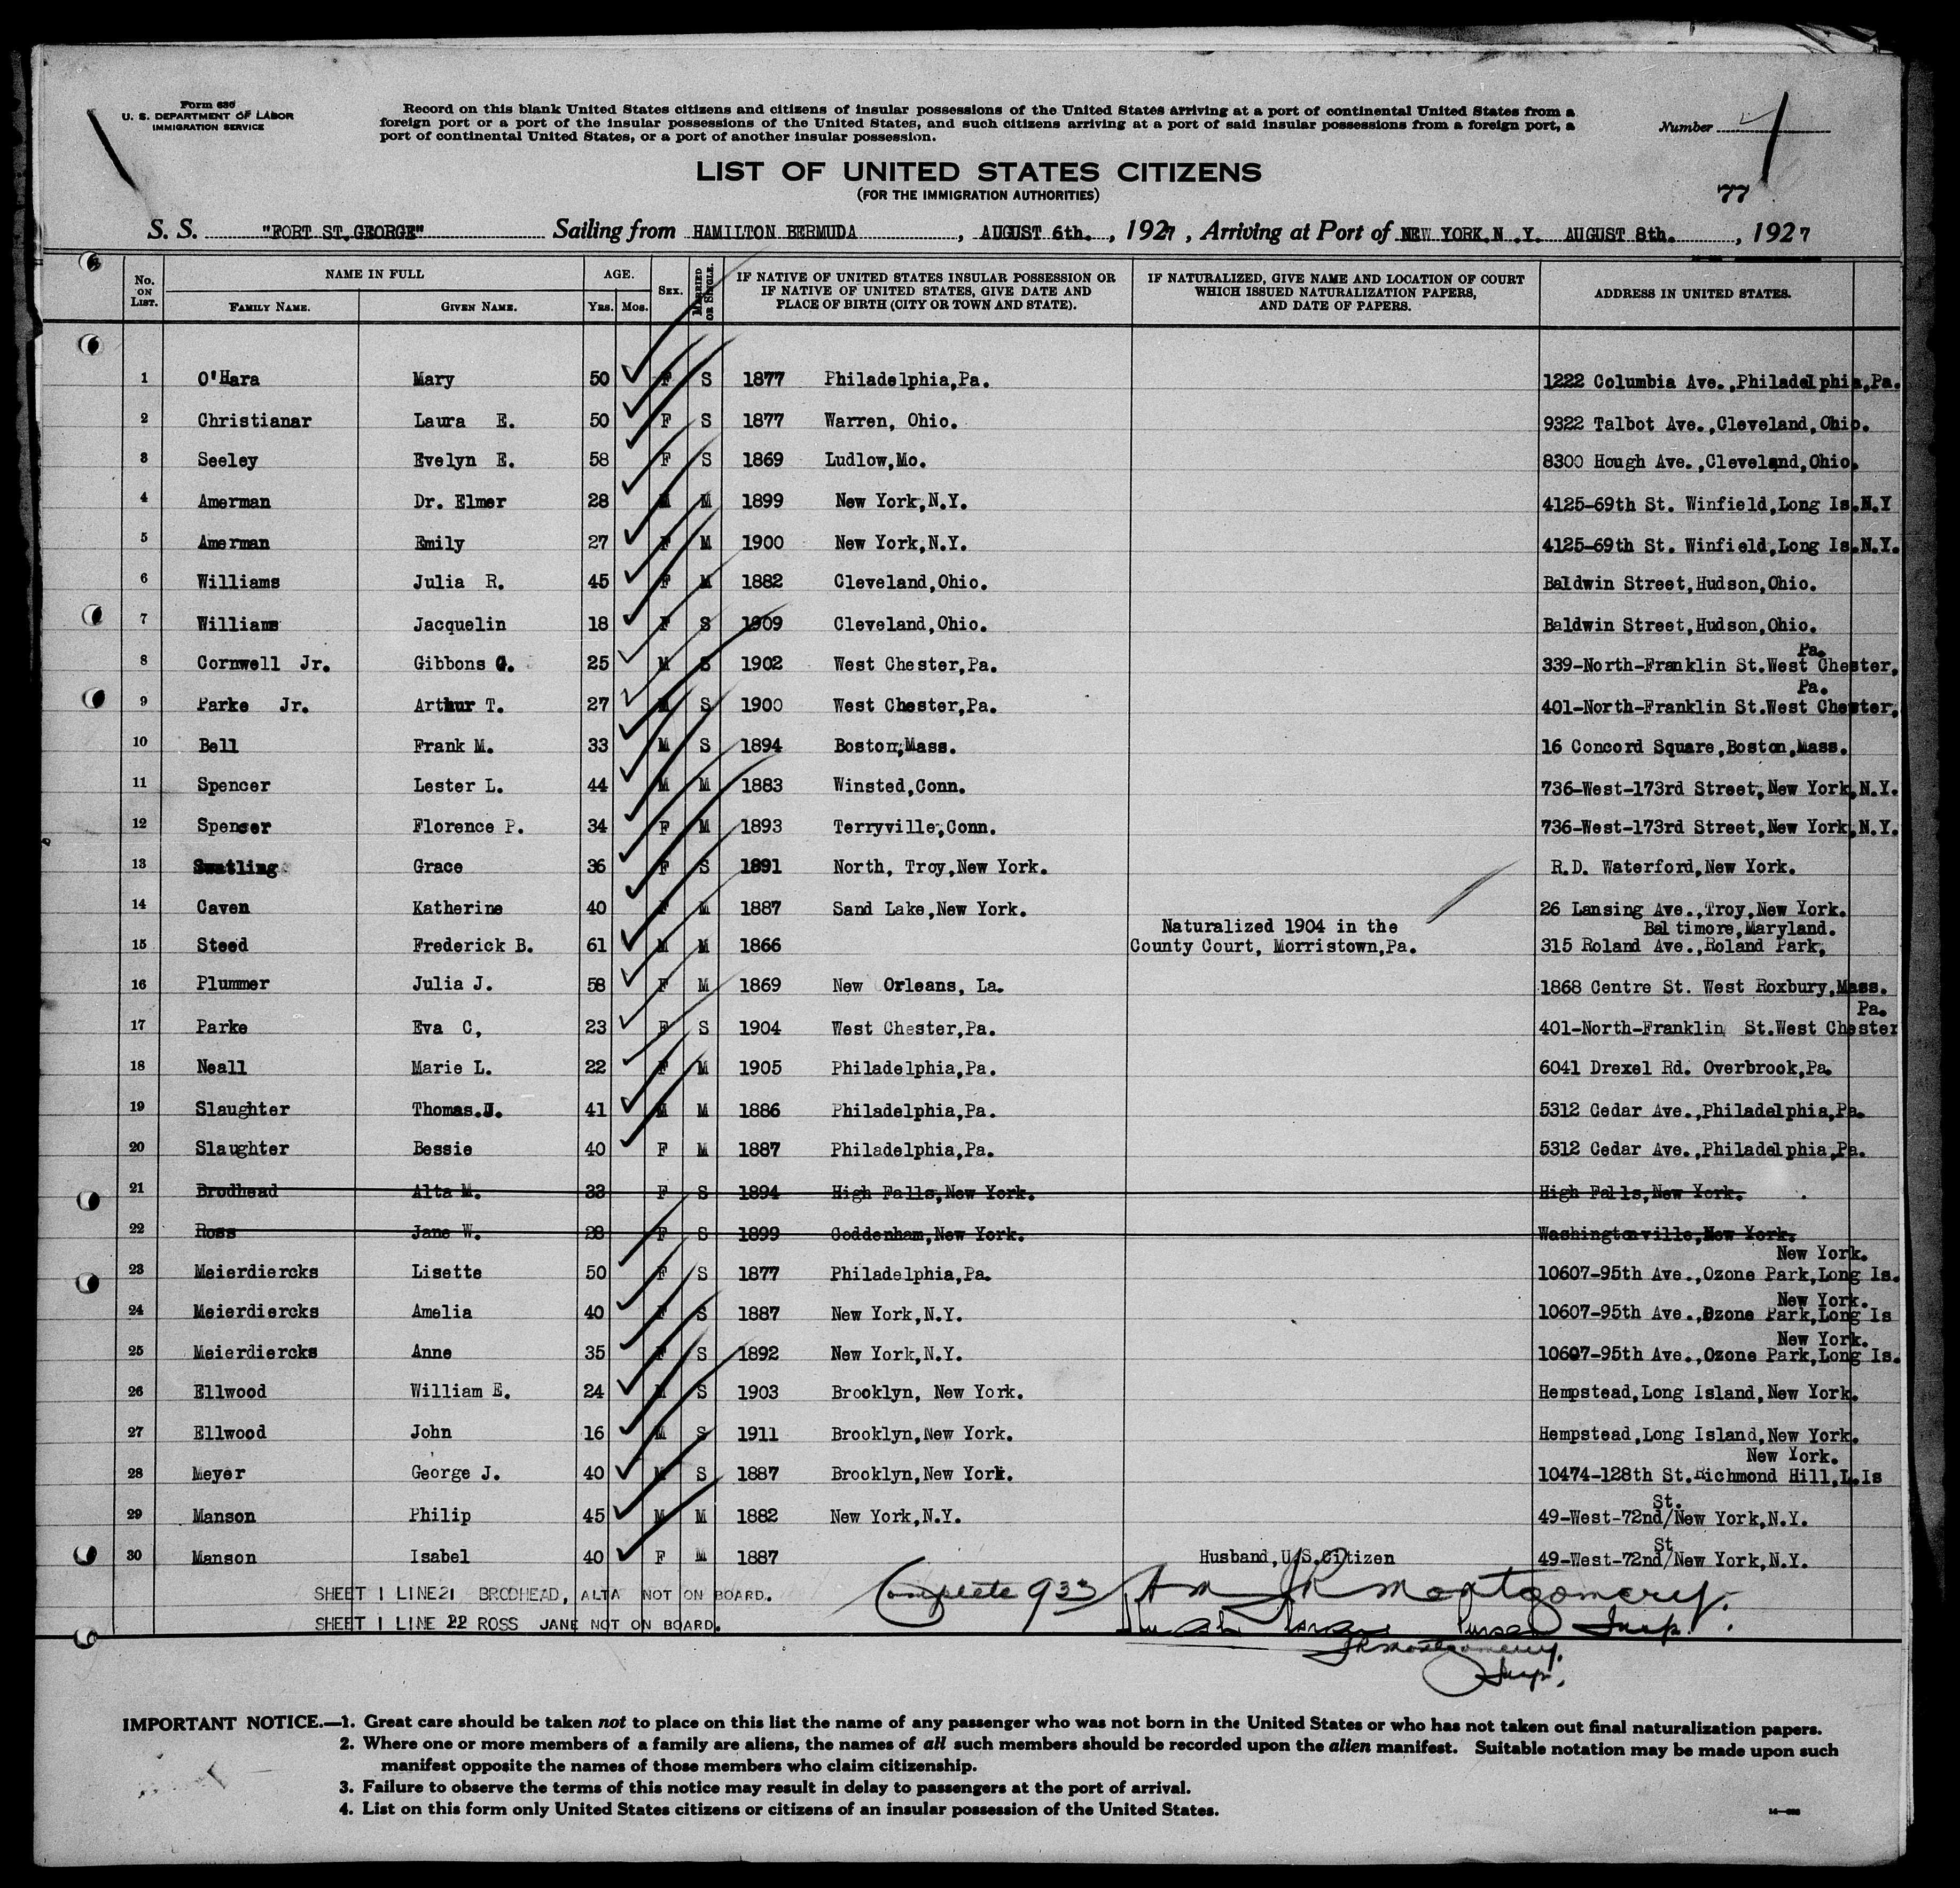 Form 630
U. S. DEPARTMENT OF LABOR
IMMIGRATION SERVICE
Record on this blank United States citizens and citizens of insular possessions of the United States arriving at a port of continental United States from a
foreign port or a port of the insular possessions of the United States, and such citizens arriving at a port of said insular possessions from a foreign port, a
port of continental United States, or a port of another insular possession.
Number
LIST OF UNITED STATES CITIZENS
(FOR THE IMMIGRATION AUTHORITIES)
77
S. S. "FORT ST.GEORGE" Sailing from HAMILTON BERMUDA, AUGUST 6th., 1927, Arriving at Port of NEW YORK.N.Y. AUGUST 8th., 1927
No. ON LIST. NAME IN FULL FAMILY NAME. GIVEN NAME. AGE. YRS. MOS. SEX. MARRIED OR SINGLE. IF NATIVE OF UNITED STATES INSULAR POSSESSION OR IF NATIVE OF UNITED STATES, GIVE DATE AND PLACE OF BIRTH (CITY OR TOWN AND STATE). IF NATURALIZED, GIVE NAME AND LOCATION OF COURT WHICH ISSUED NATURALIZATION PAPERS, AND DATE OF PAPERS. ADDRESS IN UNITED STATES.
1 O'Hara Mary 50 F S 1877 Philadelphia,Pa. 1222 Columbia Ave.,Philadelphia,Pa.
2 Christianar Laura E. 50 F S 1877 Warren, Ohio. 9322 Talbot Ave.,Cleveland,Ohio.
3 Seeley Evelyn E. 58 F S 1869 Ludlow,Mo. 8300 Hough Ave.,Cleveland,Ohio.
4 Amerman Dr. Elmer 28 M M 1899 New York,N.Y. 4125-69th St. Winfield,Long Is.N.Y
5 Amerman Emily 27 F M 1900 New York,N.Y. 4125-69th St. Winfield,Long Is.N.Y.
6 Williams Julia R. 45 F M 1882 Cleveland,Ohio. Baldwin Street,Hudson,Ohio.
7 Williams Jacquelin 18 F S 1909 Cleveland,Ohio. Baldwin Street,Hudson,Ohio.
Pa.
8 Cornwell Jr. Gibbons G. 25 M S 1902 West Chester,Pa. 339-North-Franklin St.West Chester,
Pa.
9 Parke Jr. Arthur T. 27 M S 1900 West Chester,Pa. 401-North-Franklin St.West Chester,
10 Bell Frank M. 33 M S 1894 Boston,Mass. 16 Concord Square,Boston,Mass.
11 Spencer Lester L. 44 M M 1883 Winsted,Conn. 736-West-173rd Street,New York,N.Y.
12 Spencer Florence P. 34 F M 1893 Terryville,Conn. 736-West-173rd Street,New York,N.Y.
13 Swatling Grace 36 F S 1891 North, Troy,New York. R.D. Waterford,New York.
14 Caven Katherine 40 F M 1887 Sand Lake,New York. 26 Lansing Ave.,Troy,New York.
Naturalized 1904 in the Baltimore,Maryland.
15 Steed Frederick B. 61 M M 1866 County Court, Morristown,Pa. 315 Roland Ave.,Roland Park,
16 Plummer Julia J. 58 F M 1869 New Orleans, La. 1868 Centre St. West Roxbury,Mass.
Pa.
17 Parke Eva C, 23 F S 1904 West Chester,Pa. 401-North-Franklin St.West Chester
18 Neall Marie L. 22 F M 1905 Philadelphia,Pa. 6041 Drexel Rd. Overbrook,Pa.
19 Slaughter Thomas.J. 41 M M 1886 Philadelphia,Pa. 5312 Cedar Ave.,Philadelphia,Pa.
20 Slaughter Bessie 40 F M 1887 Philadelphia,Pa. 5312 Cedar Ave.,Philadelphia,Pa.
21 Brodhead Alta M. 33 F S 1894 High Falls,New York. High Falls,New York.
22 Ross Jane W. 28 F S 1899 Coddenham,New York. Washingtonville,New York.
New York.
23 Meierdiercks Lisette 50 F S 1877 Philadelphia,Pa. 10607-95th Ave.,Ozone Park,Long Is.
New York.
24 Meierdiercks Amelia 40 F S 1887 New York,N.Y. 10607-95th Ave.,Ozone Park,Long Is
New York.
25 Meierdiercks Anne 35 F S 1892 New York,N.Y. 10607-95th Ave.,Ozone Park,Long Is.
26 Ellwood William E. 24 M S 1903 Brooklyn, New York. Hempstead,Long Island,New York.
27 Ellwood John 16 M S 1911 Brooklyn,New York. Hempstead,Long Island,New York.
New York.
28 Meyer George J. 40 M S 1887 Brooklyn,New York. 10474-128th St.Richmond Hill,L.Is
St.
29 Manson Philip 45 M M 1882 New York,N.Y. 49-West-72nd/New York,N.Y.
St
30 Manson Isabel 40 F M 1887 Husband,U.S.Citizen 49-West-72nd/New York,N.Y.
SHEET 1 LINE21 BRODHEAD, ALTA NOT ON BOARD. Complete 933 AM JR Montgomery.
SHEET 1 LINE 22 ROSS JANE NOT ON BOARD. Purser Insp.
JR Montgomery.
Insp.
IMPORTANT NOTICE.—1. Great care should be taken not to place on this list the name of any passenger who was not born in the United States or who has not taken out final naturalization papers.
2. Where one or more members of a family are aliens, the names of all such members should be recorded upon the alien manifest. Suitable notation may be made upon such
manifest opposite the names of those members who claim citizenship.
3. Failure to observe the terms of this notice may result in delay to passengers at the port of arrival.
4. List on this form only United States citizens or citizens of an insular possession of the United States.